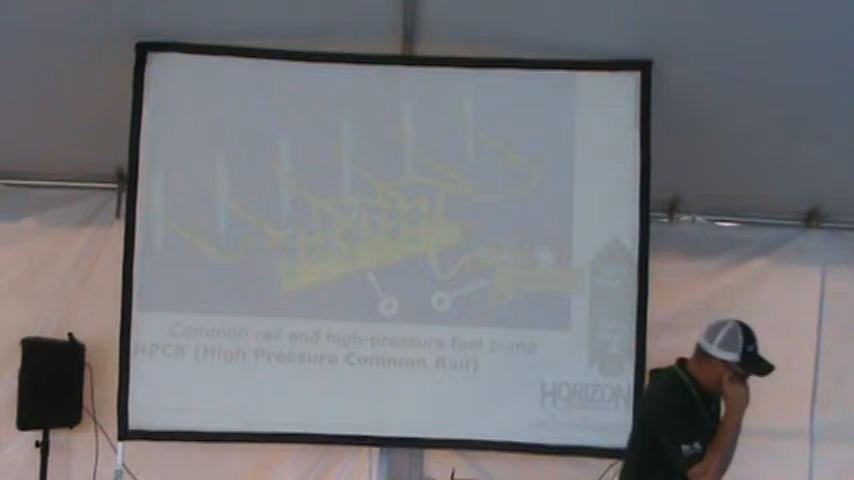 Common rail and high-pressure fuel pump
HPCR [High Pressure Common Rail]
HORIZON